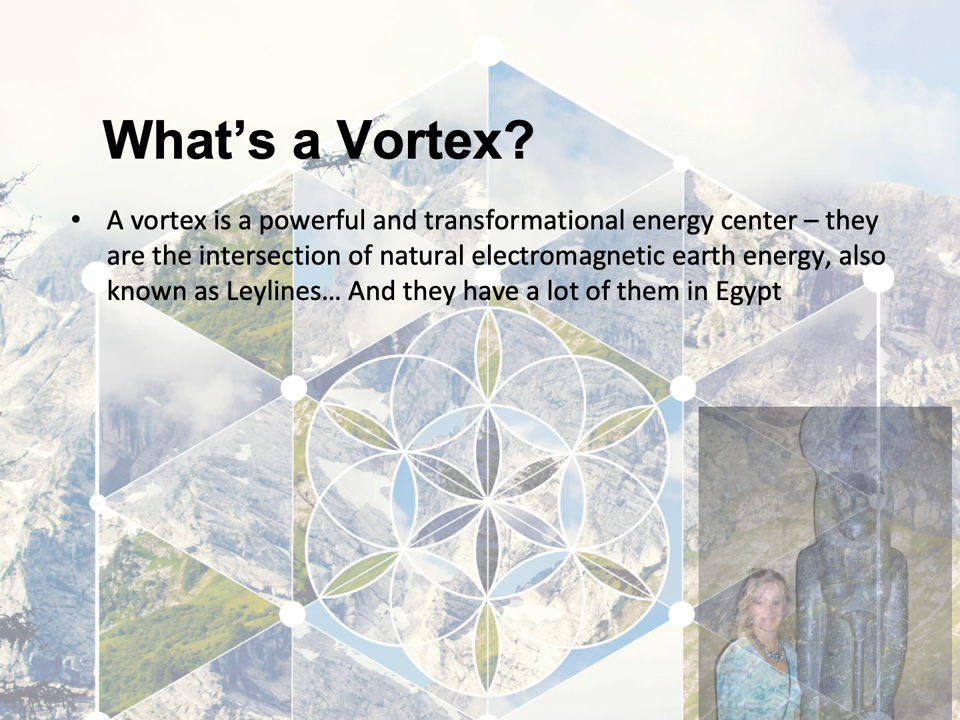 What’s a Vortex?
• A vortex is a powerful and transformational energy center – they
are the intersection of natural electromagnetic earth energy, also
known as Leylines… And they have a lot of them in Egypt